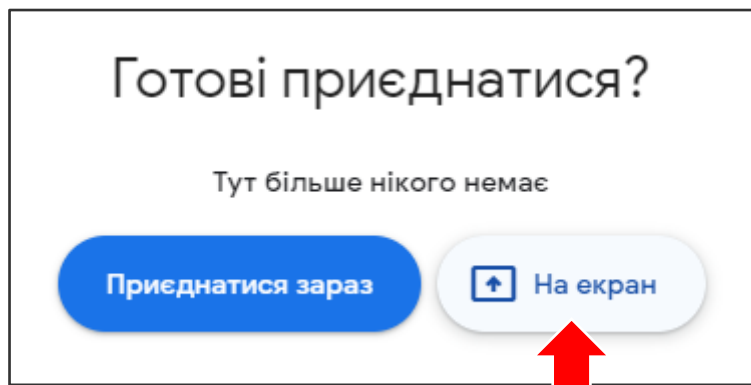 Готові приєднатися?
Тут більше нікого немає
Приєднатися зараз
На екран